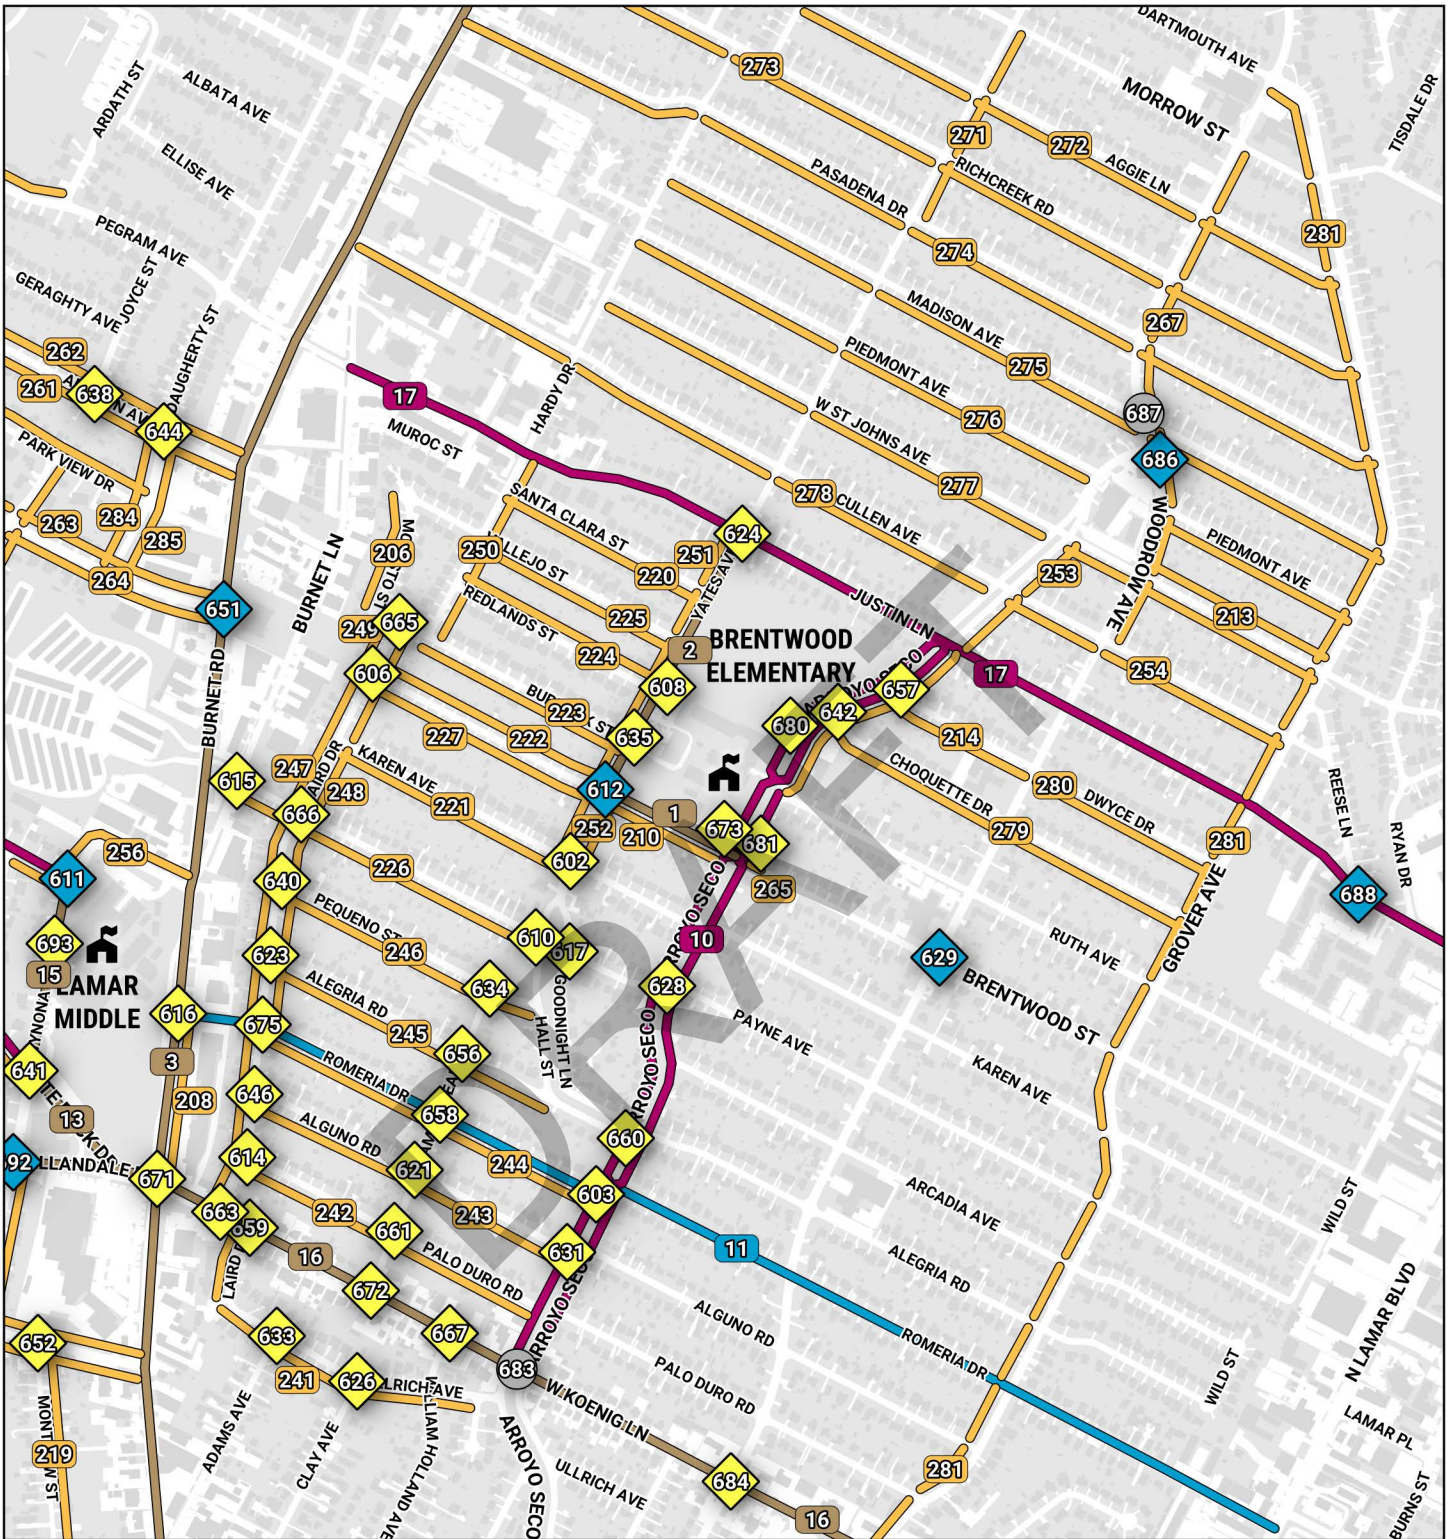 DARTMOUTH AVE
273
ARDATH ST
ALBATA AVE
MORROW ST
TISDALE DR
271
272
ELLISE AVE
AGGIE LN
PASADENA DR
RICHCREEK RD
PEGRAM AVE
274
281
JOYCE ST
GERAGHTY AVE
MADISON AVE
267
DAUGHERTY ST
262
PIEDMONT AVE
275
261
638
17
HARDY DR
687
644
MUROC ST
W ST JOHNS AVE
276
PARK VIEW DR
686
277
278
CULLEN AVE
SANTA CLARA ST
WOODROW AVE
284
263
285
206
250
251
624
PIEDMONT AVE
264
BURNET LN
220
253
YATES AVE
JUSTIN LN
651
225
213
REDLANDS ST
249
665
BRENTWOOD
ELEMENTARY
224
2
254
606
608
657
17
BURNET RD
223
642
680
227
222
635
214
247
KAREN AVE
615
248
612
CHOQUETTE DR
280
DWYCE DR
REESE LN
666
221
1
673
279
252
210
681
281
RYAN DR
256
602
226
265
611
640
ARROYO SECO
688
GROVER AVE
PEQUENO ST
693
610
617
10
246
623
RUTH AVE
629
15
LAMAR
MIDDLE
ALEGRIA RD
634
628
BRENTWOOD ST
GOODNIGHT LN
HALL ST
616
675
245
PAYNE AVE
641
3
656
ROMERIA DR
KAREN AVE
ARROYO SECO
208
646
13
658
ALGUNO RD
660
614
244
692
671
621
603
ARCADIA AVE
WILD ST
663
659
242
243
661
11
16
631
PALO DURO RD
ALEGRIA RD
LAIRD
672
N LAMAR BLVD
652
633
667
ALGUNO RD
ROMERIA DR
683
PALO DURO RD
WILD ST
241
626
W KOENIG LN
LAMAR PL
ADAMS AVE
CLAY AVE
WILLIAM HOLLAND AVE
ARROYO SECO
219
ULLRICH AVE
684
281
16
BURNS ST
DRAFT